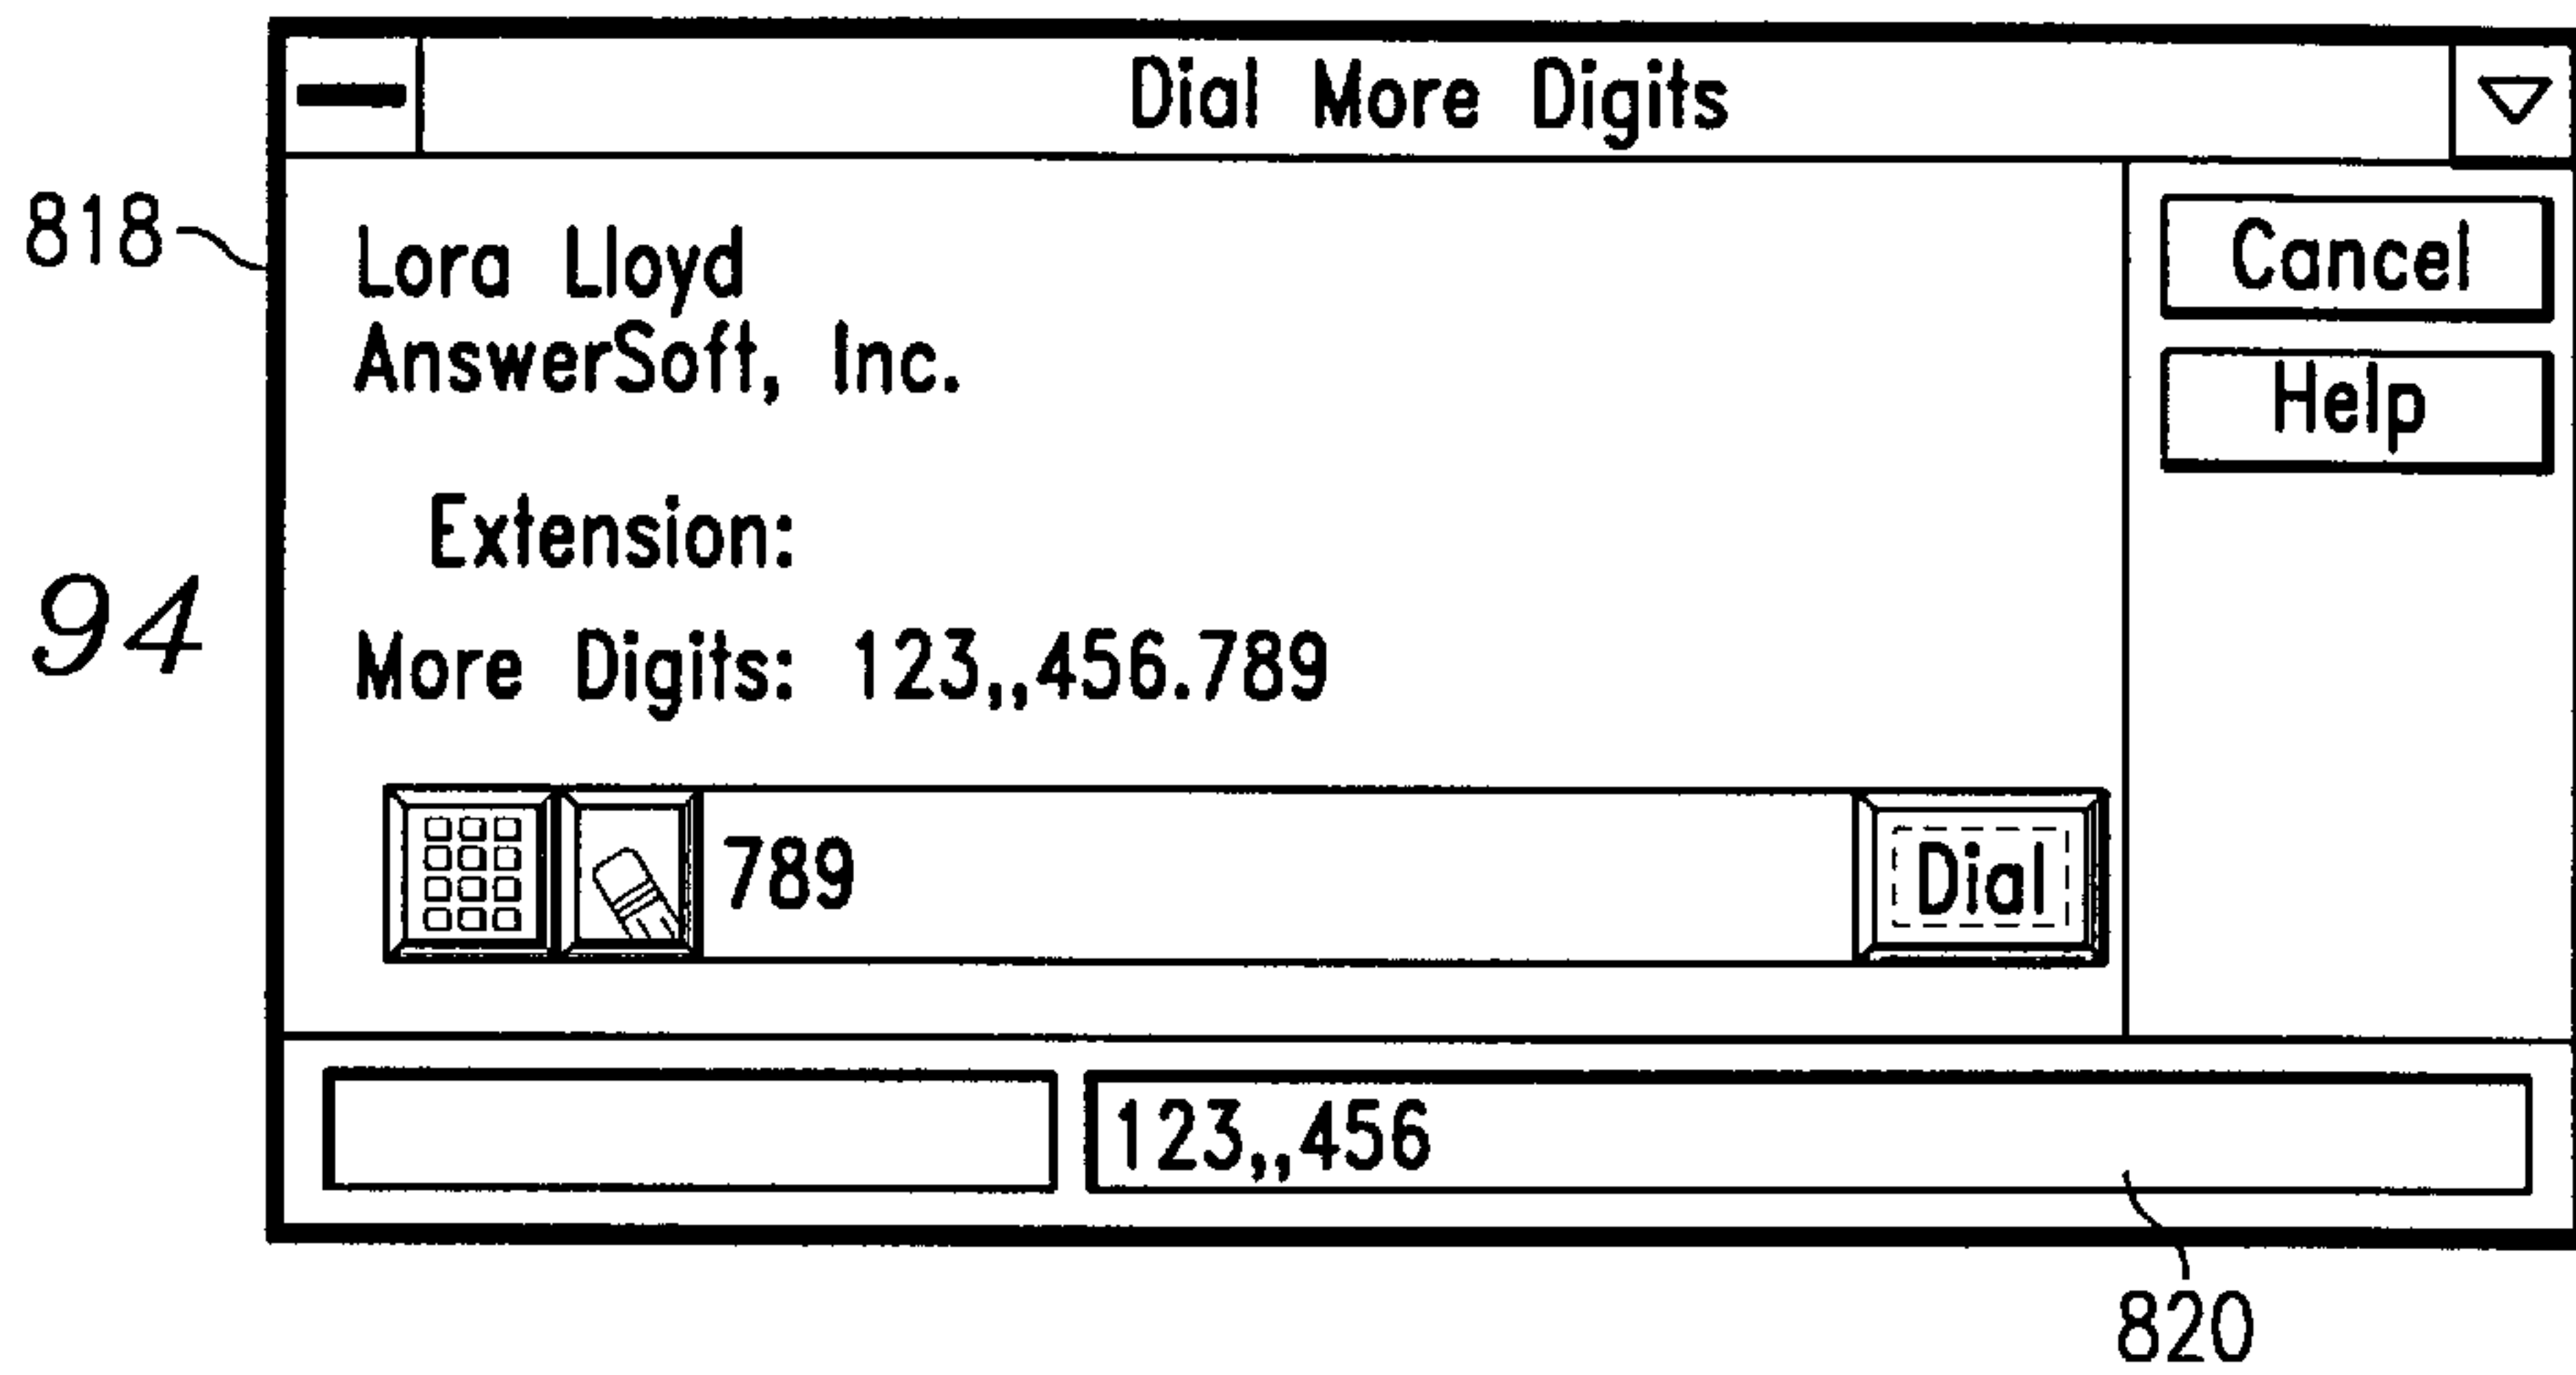 Dial More Digits
818
Lora Lloyd
AnswerSoft, Inc.
Cancel
Help
Extension:
94
More Digits: 123,,456.789
789
Dial
123,,456
820